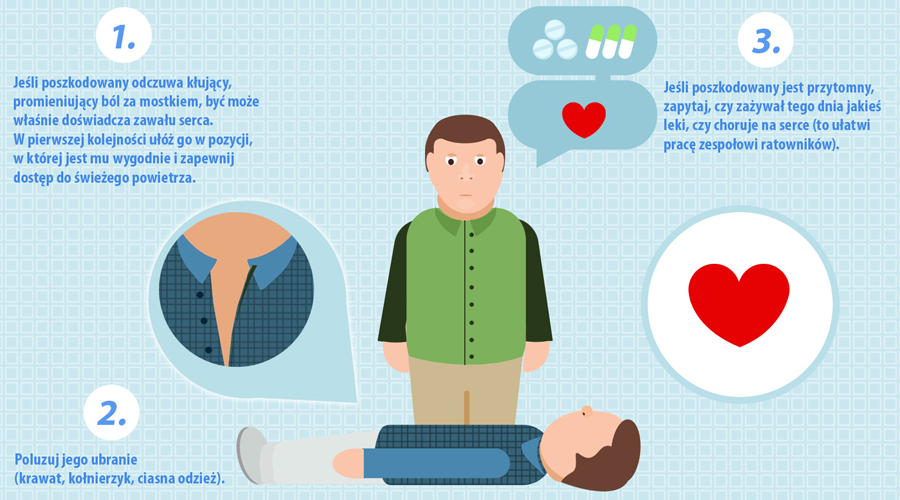 1.
Jeśli poszkodowany odczuwa kłujący,
promieniujący ból za mostkiem, być może
właśnie doświadcza zawału serca.
W pierwszej kolejności ułóż go w pozycji,
w której jest mu wygodnie i zapewnij
dostęp do świeżego powietrza.
2.
Poluzuj jego ubranie
(krawat, kołnierzyk, ciasna odzież).
3.
Jeśli poszkodowany jest przytomny,
zapytaj, czy zażywał tego dnia jakieś
leki, czy choruje na serce (to ułatwi
pracę zespołowi ratowników).